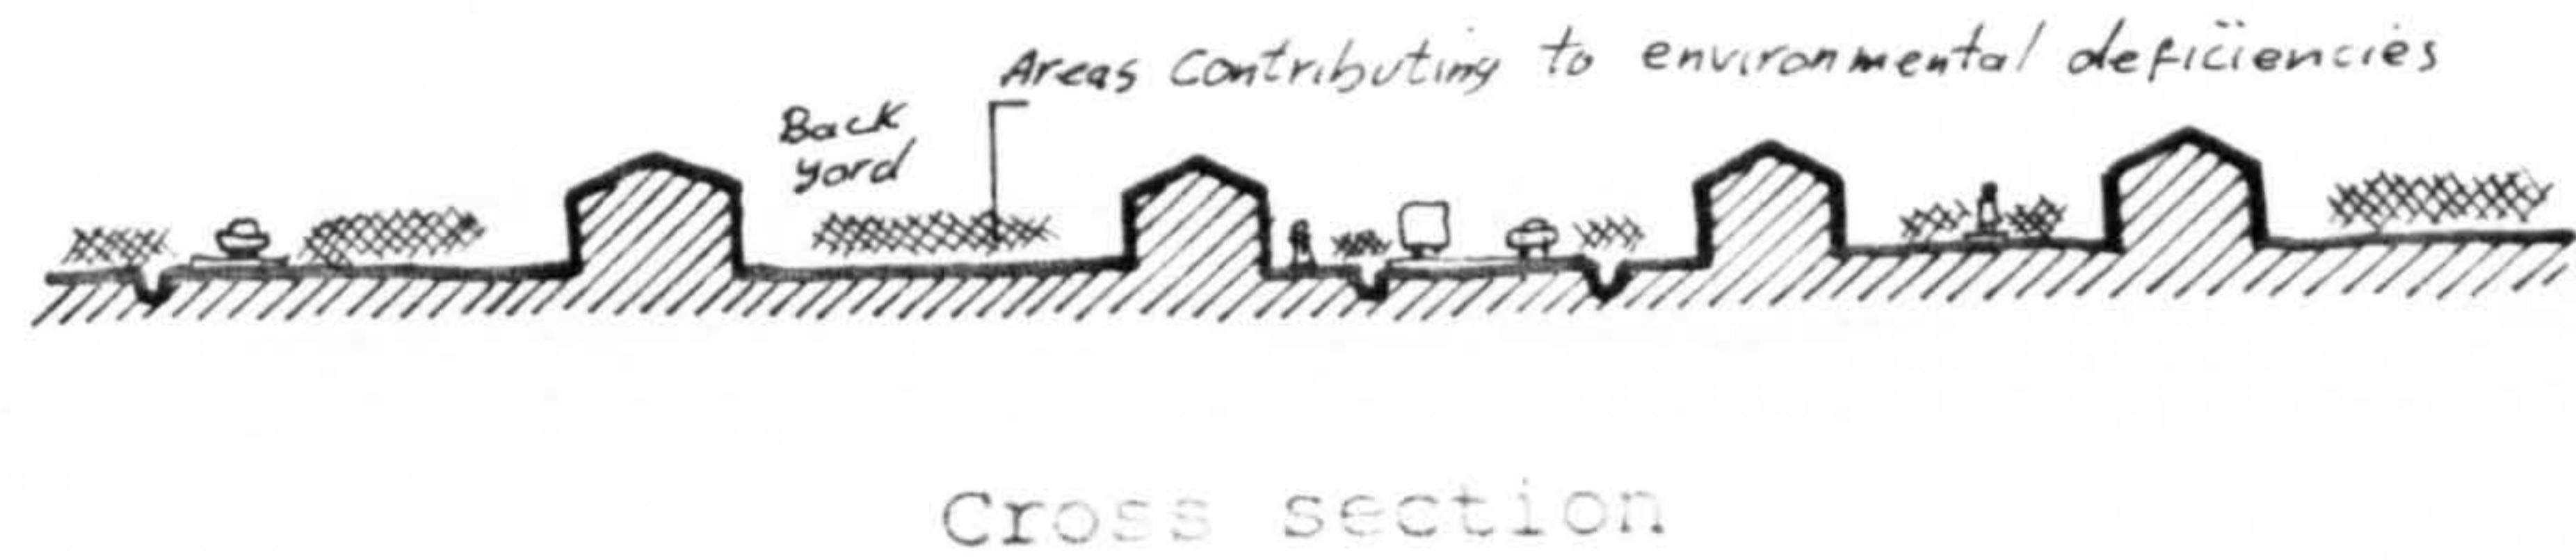 Areas Contributing to environmental deficiencies
Back
yard
Cross section